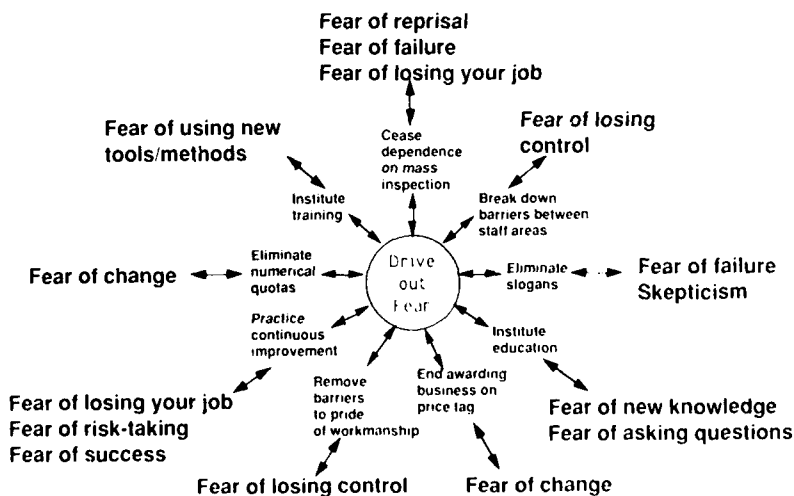 Fear of reprisal
Fear of failure
Fear of losing your job
Cease
dependence
on mass
inspection
Fear of losing
control
Break down
barriers between
staff areas
Fear of using new
tools/methods
Institute
training
Drive
out
Fear
Eliminate
numerical
quotas
Fear of change
Eliminate
slogans
Fear of failure
Skepticism
Practice
continuous
improvement
Institute
education
Fear of losing your job
Fear of risk-taking
Fear of success
Remove
barriers
to pride
of workmanship
End awarding
business on
price tag
Fear of new knowledge
Fear of asking questions
Fear of losing control
Fear of change